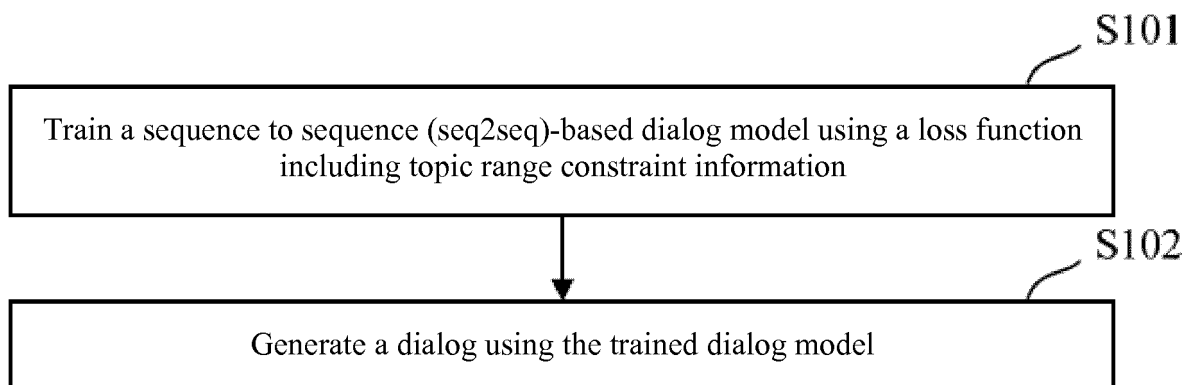 S101
Train a sequence to sequence (seq2seq)-based dialog model using a loss function
including topic range constraint information
S102
Generate a dialog using the trained dialog model